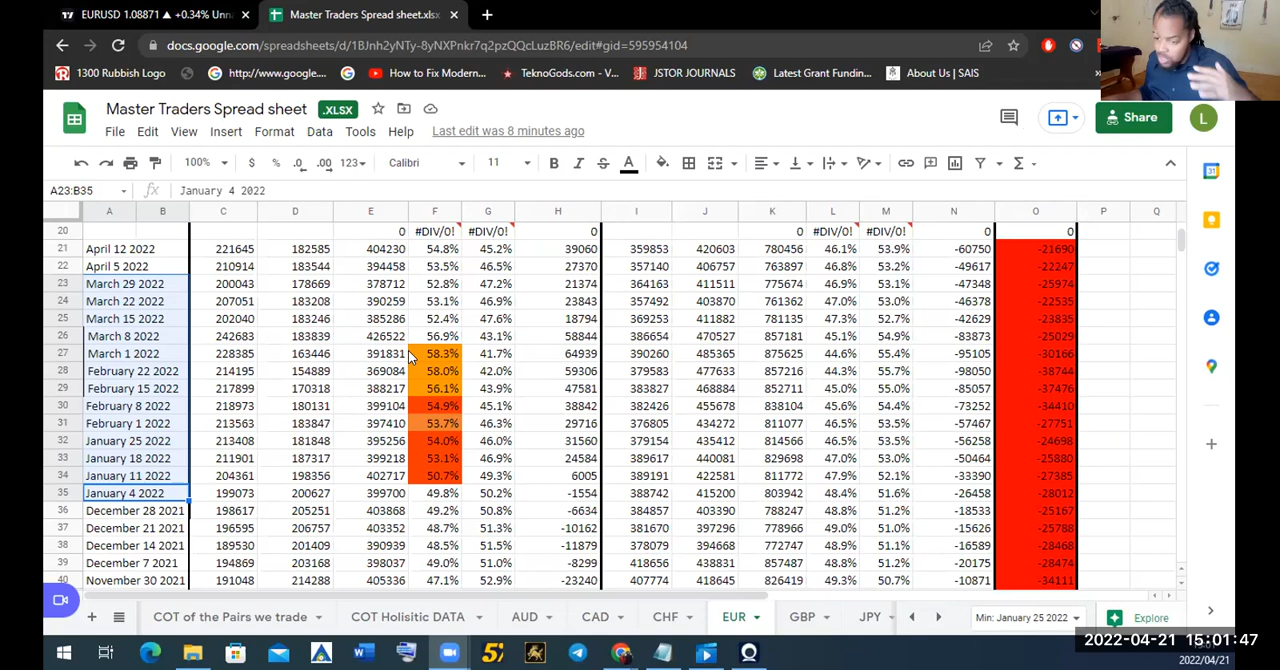 EURUSD 1.08871 ▲ +0.34% Unna × Master Traders Spread sheet.xlsx × +
docs.google.com/spreadsheets/d/1BJnh2yNTy-8yNXPnkr7q2pzQQcLuzBR6/edit#gid=595954104
1300 Rubbish Logo http://www.google.... How to Fix Modern... TeknoGods.com - V... JSTOR JOURNALS Latest Grant Fundin... About Us | SAIS »
Master Traders Spread sheet .XLSX
Share L
File Edit View Insert Format Data Tools Help Last edit was 8 minutes ago
100% $ % .0 .00 123 Calibri 11 B I S A
A23:B35 fx January 4 2022
A B C D E F G H I J K L M N O P Q
20 0 #DIV/0! #DIV/0! 0 0 #DIV/0! #DIV/0! 0 0
21 April 12 2022 221645 182585 404230 54.8% 45.2% 39060 359853 420603 780456 46.1% 53.9% -60750 -21690
22 April 5 2022 210914 183544 394458 53.5% 46.5% 27370 357140 406757 763897 46.8% 53.2% -49617 -22247
23 March 29 2022 200043 178669 378712 52.8% 47.2% 21374 364163 411511 775674 46.9% 53.1% -47348 -25974
24 March 22 2022 207051 183208 390259 53.1% 46.9% 23843 357492 403870 761362 47.0% 53.0% -46378 -22535
25 March 15 2022 202040 183246 385286 52.4% 47.6% 18794 369253 411882 781135 47.3% 52.7% -42629 -23835
26 March 8 2022 242683 183839 426522 56.9% 43.1% 58844 386654 470527 857181 45.1% 54.9% -83873 -25029
27 March 1 2022 228385 163446 391831 58.3% 41.7% 64939 390260 485365 875625 44.6% 55.4% -95105 -30166
28 February 22 2022 214195 154889 369084 58.0% 42.0% 59306 379583 477633 857216 44.3% 55.7% -98050 -38744
29 February 15 2022 217899 170318 388217 56.1% 43.9% 47581 383827 468884 852711 45.0% 55.0% -85057 -37476
30 February 8 2022 218973 180131 399104 54.9% 45.1% 38842 382426 455678 838104 45.6% 54.4% -73252 -34410
31 February 1 2022 213563 183847 397410 53.7% 46.3% 29716 376805 434272 811077 46.5% 53.5% -57467 -27751
32 January 25 2022 213408 181848 395256 54.0% 46.0% 31560 379154 435412 814566 46.5% 53.5% -56258 -24698
33 January 18 2022 211901 187317 399218 53.1% 46.9% 24584 389617 440081 829698 47.0% 53.0% -50464 -25880
34 January 11 2022 204361 198356 402717 50.7% 49.3% 6005 389191 422581 811772 47.9% 52.1% -33390 -27385
35 January 4 2022 199073 200627 399700 49.8% 50.2% -1554 388742 415200 803942 48.4% 51.6% -26458 -28012
36 December 28 2021 198617 205251 403868 49.2% 50.8% -6634 384857 403390 788247 48.8% 51.2% -18533 -25167
37 December 21 2021 196595 206757 403352 48.7% 51.3% -10162 381670 397296 778966 49.0% 51.0% -15626 -25788
38 December 14 2021 189530 201409 390939 48.5% 51.5% -11879 378079 394668 772747 48.9% 51.1% -16589 -28468
39 December 7 2021 194869 203168 398037 49.0% 51.0% -8299 418656 438831 857487 48.8% 51.2% -20175 -28474
40 November 30 2021 191048 214288 405336 47.1% 52.9% -23240 407774 418645 826419 49.3% 50.7% -10871 -34111
+ COT of the Pairs we trade COT Holisitic DATA AUD CAD CHF EUR GBP JPY Min: January 25 2022 Explore
2022-04-21 15:01:47
2022/04/21